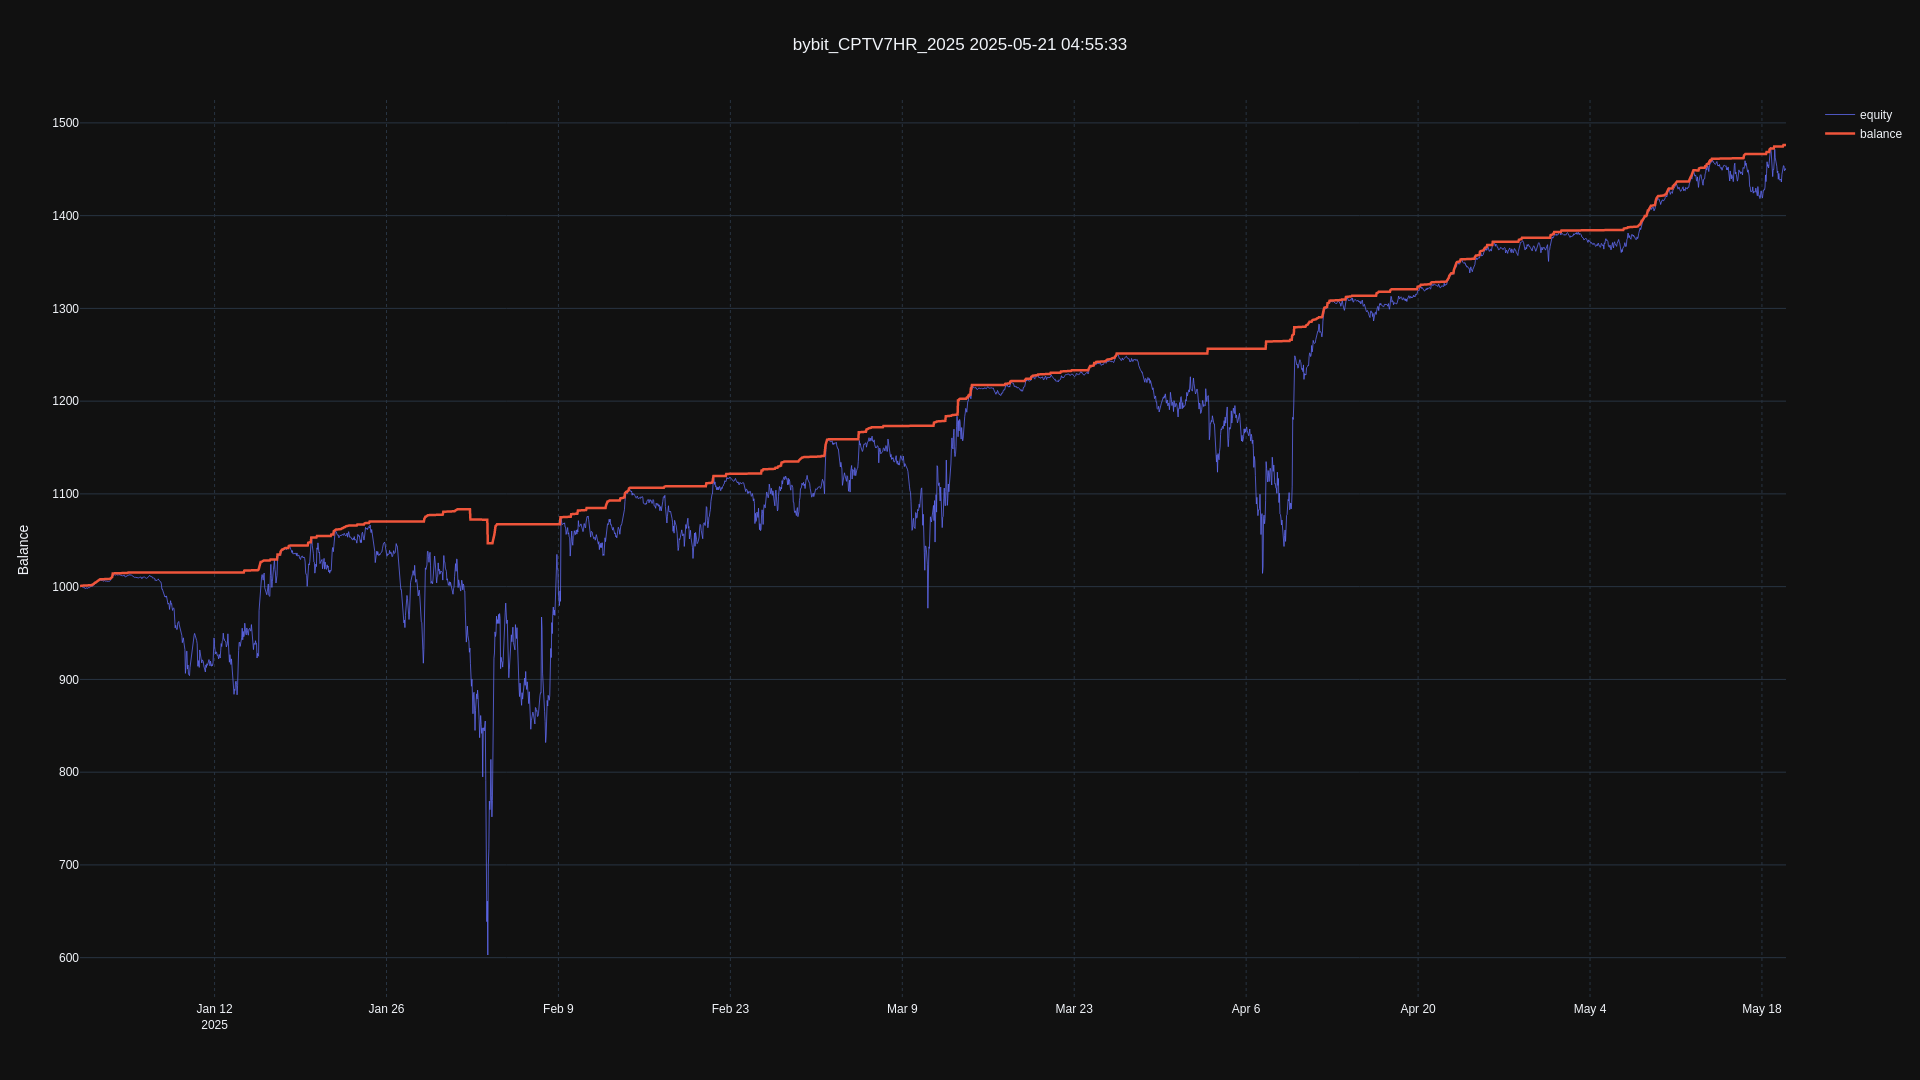 bybit_CPTV7HR_2025 2025-05-21 04:55:33
equity
balance
Balance
1500
1400
1300
1200
1100
1000
900
800
700
600
Jan 12
2025
Jan 26
Feb 9
Feb 23
Mar 9
Mar 23
Apr 6
Apr 20
May 4
May 18